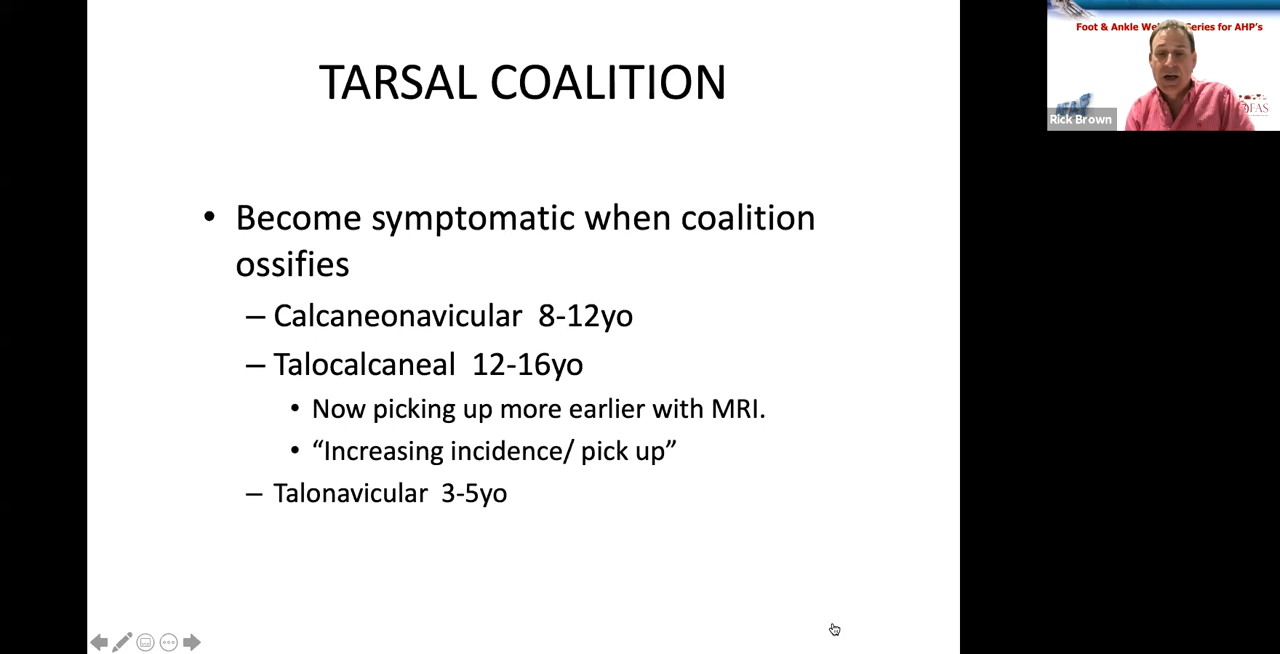 TARSAL COALITION
• Become symptomatic when coalition
ossifies
– Calcaneonavicular 8-12yo
– Talocalcaneal 12-16yo
• Now picking up more earlier with MRI.
• “Increasing incidence/ pick up”
– Talonavicular 3-5yo
Foot & Ankle Series for AHP's
Rick Brown